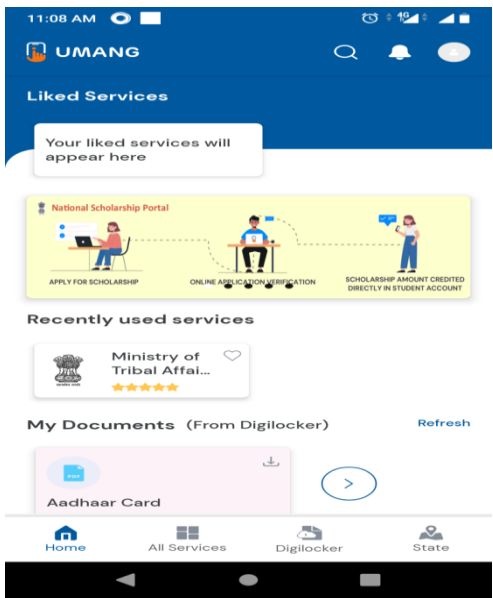 11:08 AM
4G
UMANG
Liked Services
Your liked services will
appear here
National Scholarship Portal
APPLY FOR SCHOLARSHIP
ONLINE APPLICATION VERIFICATION
SCHOLARSHIP AMOUNT CREDITED
DIRECTLY IN STUDENT ACCOUNT
Recently used services
Ministry of
Tribal Affai...
My Documents (From Digilocker)
Refresh
PDF
Aadhaar Card
Home
All Services
Digilocker
State